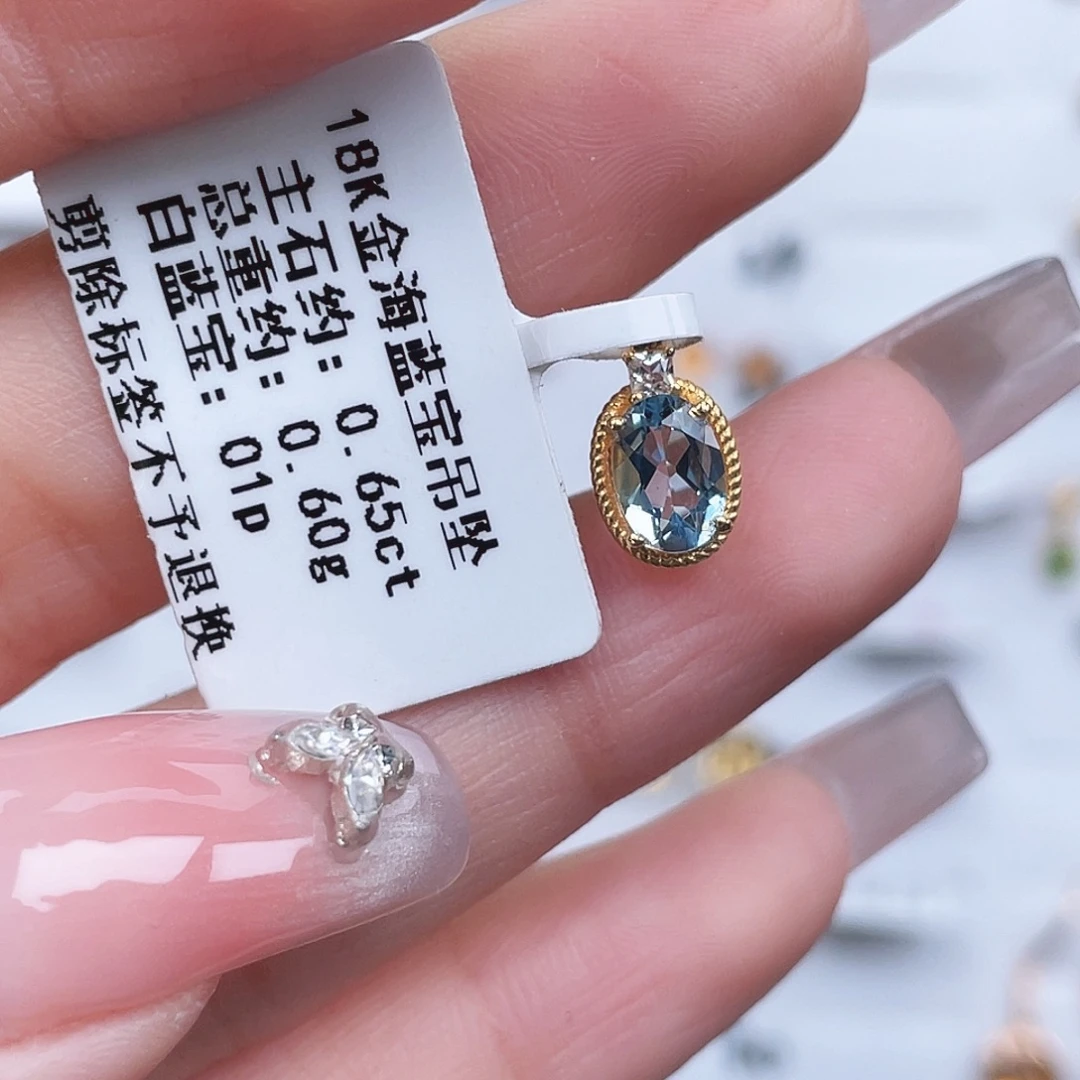 18K金海蓝宝吊坠
主石约: 0.65ct
总重约: 0.60g
白蓝宝: 01p
剪除标签不予退换